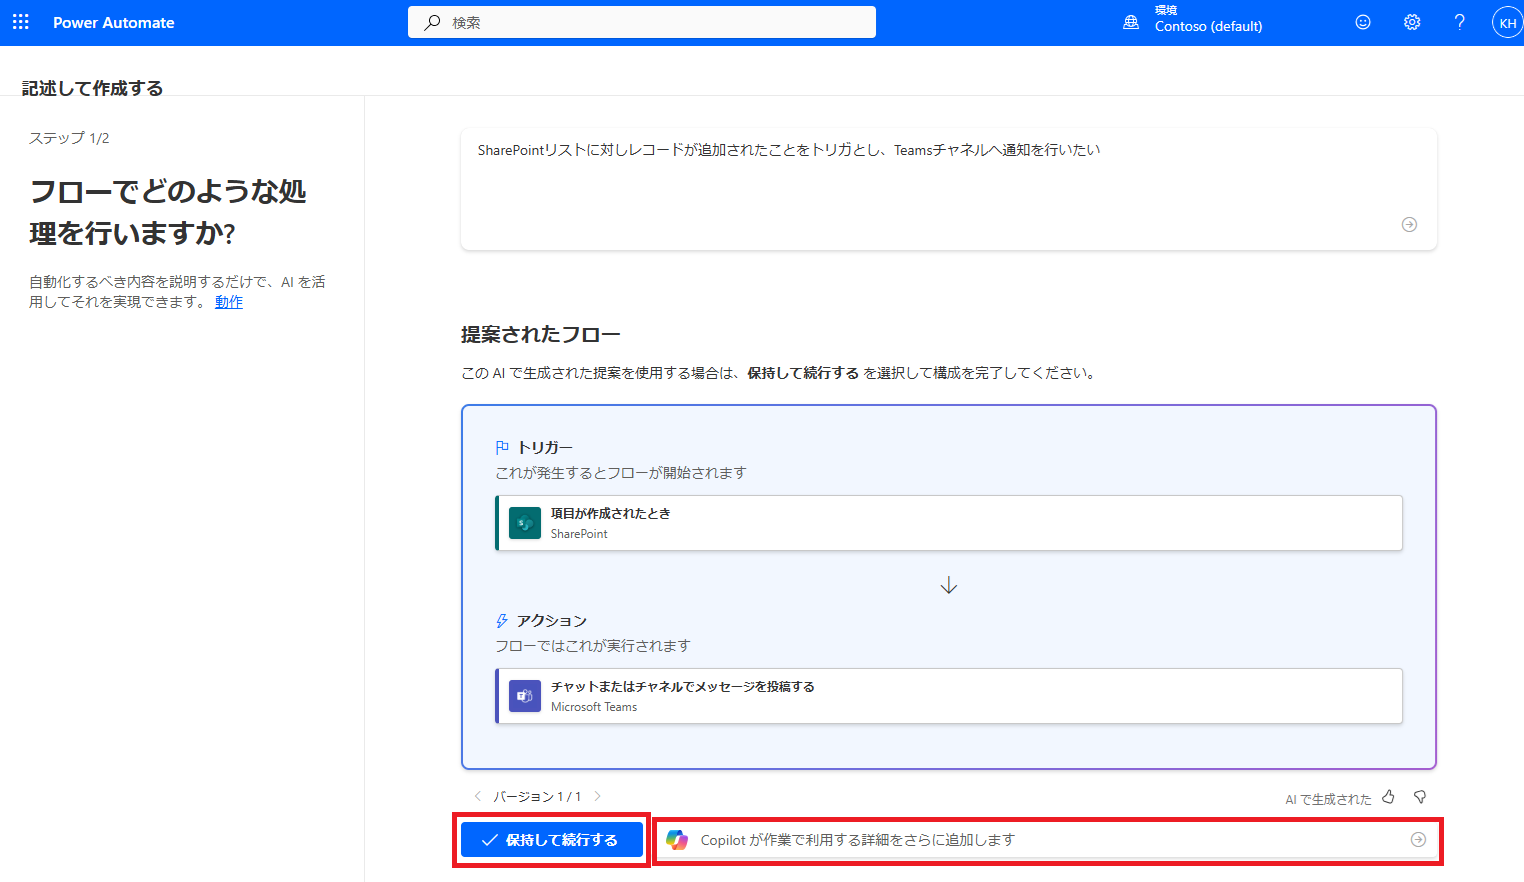 Power Automate
検索
環境
Contoso (default)
KH
記述して作成する
ステップ 1/2
フローでどのような処
理を行いますか?
自動化するべき内容を説明するだけで、AI を活
用してそれを実現できます。 動作
SharePointリストに対しレコードが追加されたことをトリガとし、Teamsチャネルへ通知を行いたい
提案されたフロー
この AI で生成された提案を使用する場合は、保持して続行する を選択して構成を完了してください。
トリガー
これが発生するとフローが開始されます
項目が作成されたとき
SharePoint
アクション
フローではこれが実行されます
チャットまたはチャネルでメッセージを投稿する
Microsoft Teams
バージョン 1 / 1
AI で生成された
保持して続行する
Copilot が作業で利用する詳細をさらに追加します